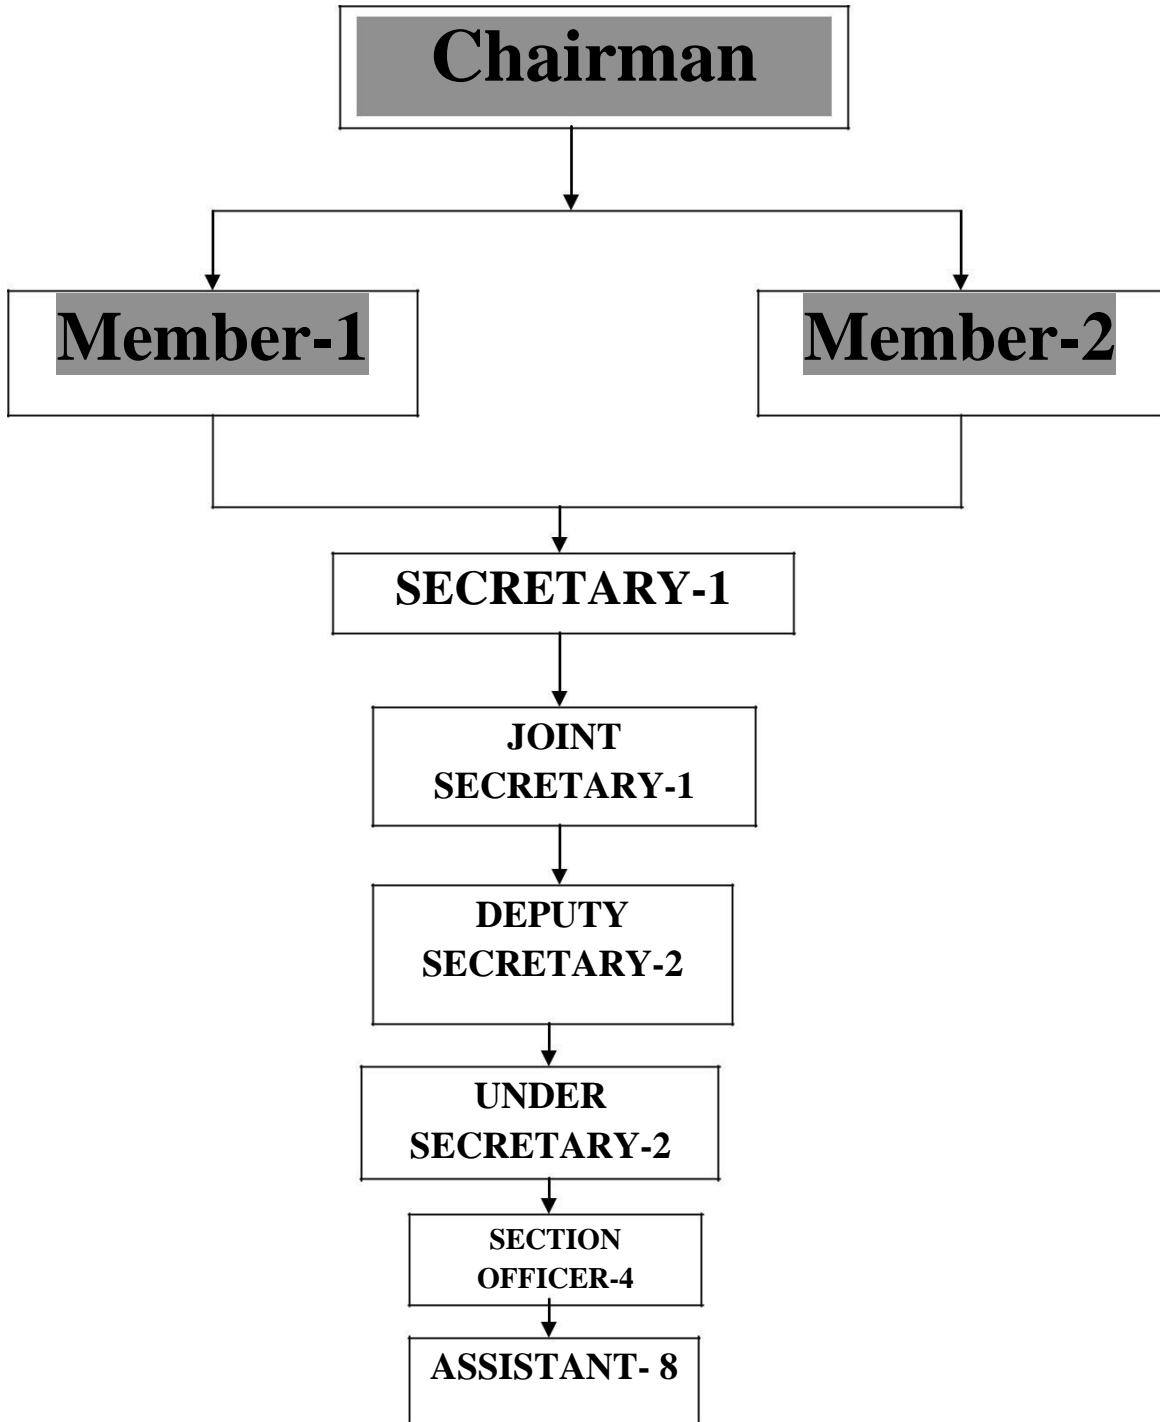 Chairman
Member-1
Member-2
SECRETARY-1
JOINT
SECRETARY-1
DEPUTY
SECRETARY-2
UNDER
SECRETARY-2
SECTION
OFFICER-4
ASSISTANT- 8